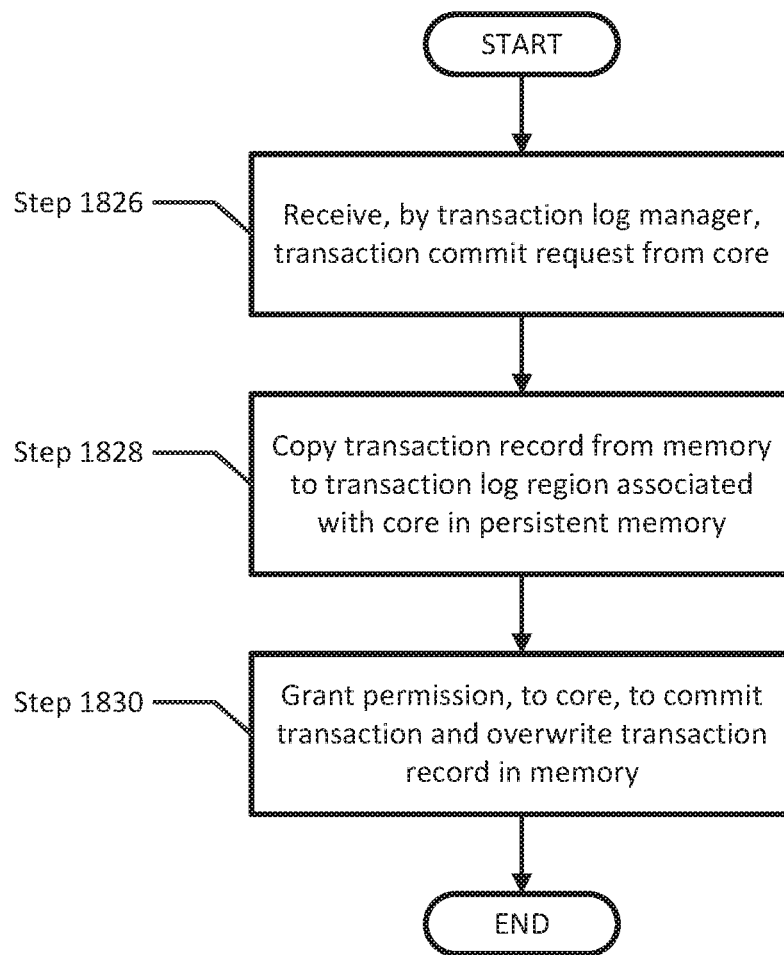 START
Step 1826
Receive, by transaction log manager,
transaction commit request from core
Step 1828
Copy transaction record from memory
to transaction log region associated
with core in persistent memory
Step 1830
Grant permission, to core, to commit
transaction and overwrite transaction
record in memory
END